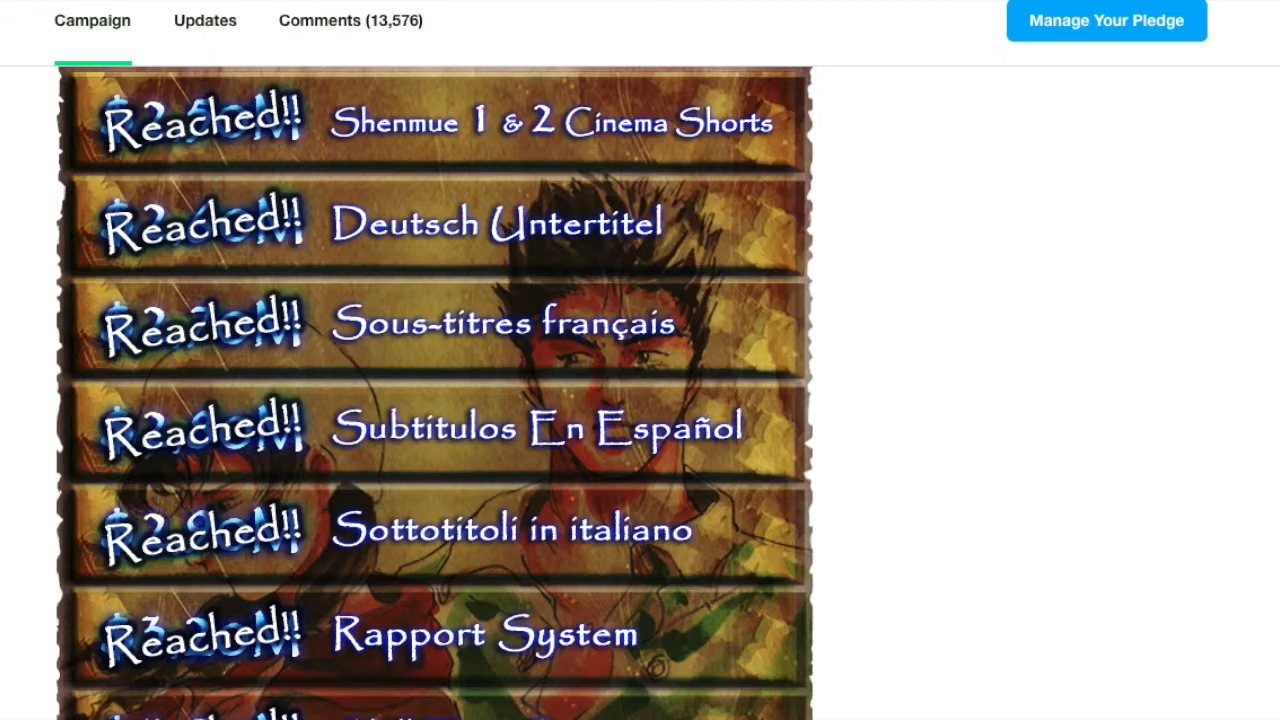 Campaign Updates Comments (13,576) Manage Your Pledge
Reached!! Shenmue 1 & 2 Cinema Shorts
Reached!! Deutsch Untertitel
Reached!! Sous-titres français
Reached!! Subtitulos En Español
Reached!! Sottotitoli in italiano
Reached!! Rapport System